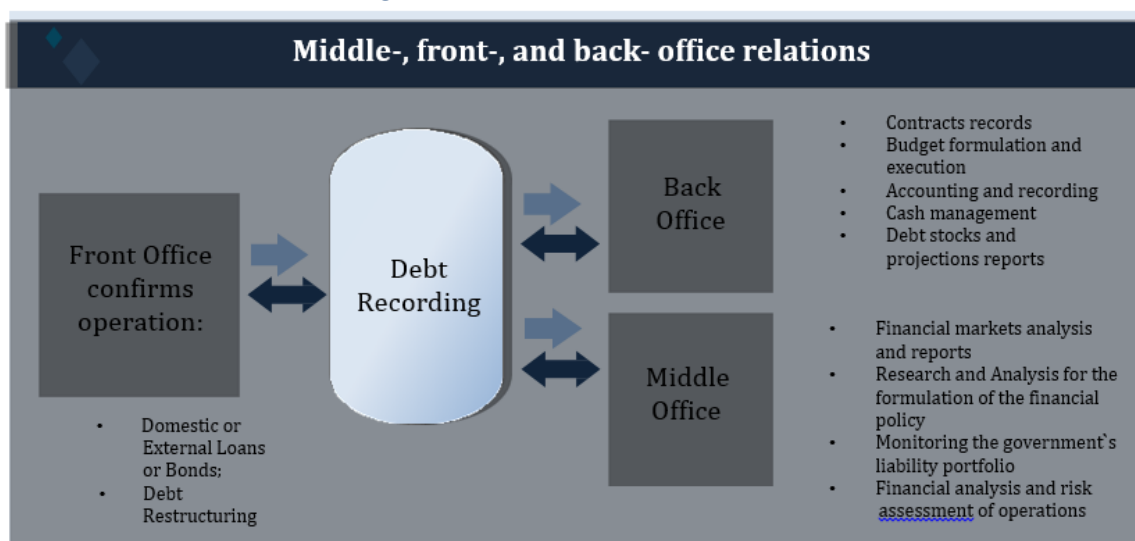 Middle-, front-, and back- office relations
Front Office
confirms
operation:
• Domestic or
External Loans
or Bonds;
• Debt
Restructuring
Debt
Recording
Back
Office
• Contracts records
• Budget formulation and
execution
• Accounting and recording
• Cash management
• Debt stocks and
projections reports
Middle
Office
• Financial markets analysis
and reports
• Research and Analysis for the
formulation of the financial
policy
• Monitoring the government`s
liability portfolio
• Financial analysis and risk
assessment of operations